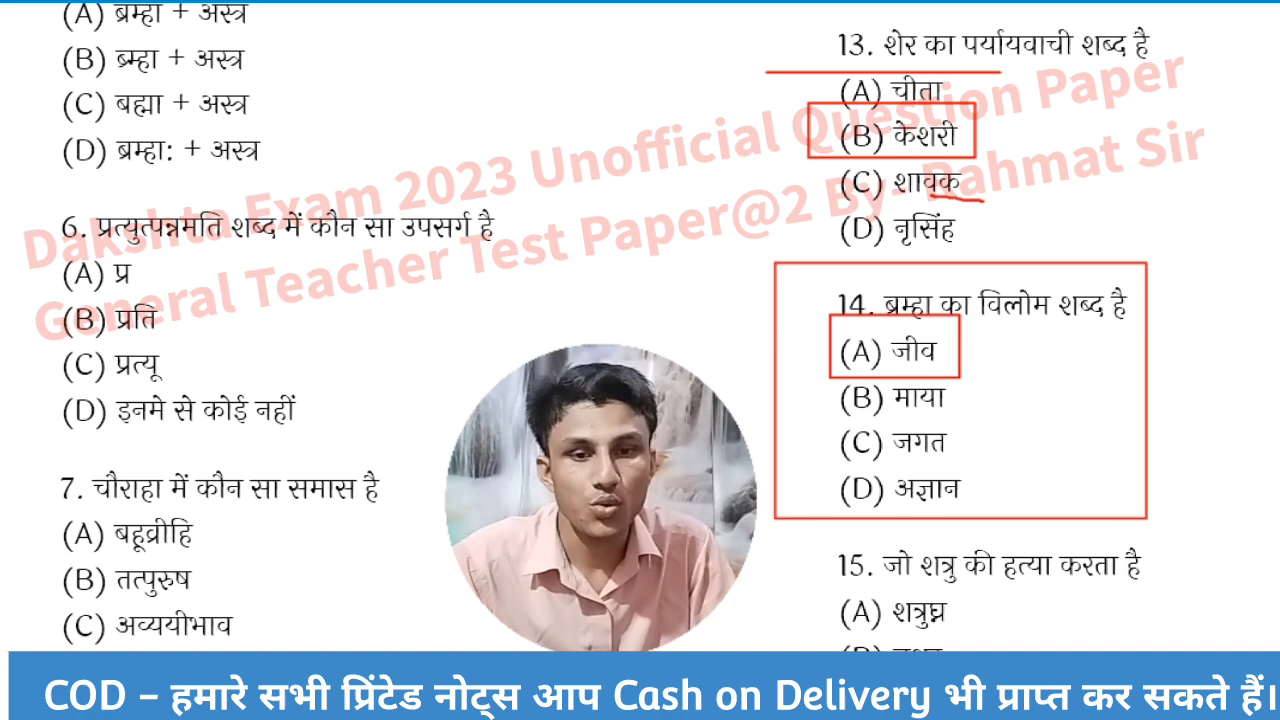 (A) ब्रम्हा + अस्त्र
(B) ब्म्हा + अस्त्र
(C) बह्मा + अस्त्र
(D) ब्रम्हा: + अस्त्र
6. प्रत्युत्पन्नमति शब्द में कौन सा उपसर्ग है
(A) प्र
(B) प्रति
(C) प्रत्यू
(D) इनमे से कोई नहीं
7. चौराहा में कौन सा समास है
(A) बहूव्रीहि
(B) तत्पुरुष
(C) अव्ययीभाव
13. शेर का पर्यायवाची शब्द है
(A) चीता
(B) केशरी
(C) शावक
(D) नृसिंह
14. ब्रम्हा का विलोम शब्द है
(A) जीव
(B) माया
(C) जगत
(D) अज्ञान
15. जो शत्रु की हत्या करता है
(A) शत्रुघ्न
(B)
Dakshta Exam 2023 Unofficial Question Paper
General Teacher Test Paper@2 By- Rahmat Sir
COD – हमारे सभी प्रिंटेड नोट्स आप Cash on Delivery भी प्राप्त कर सकते हैं।